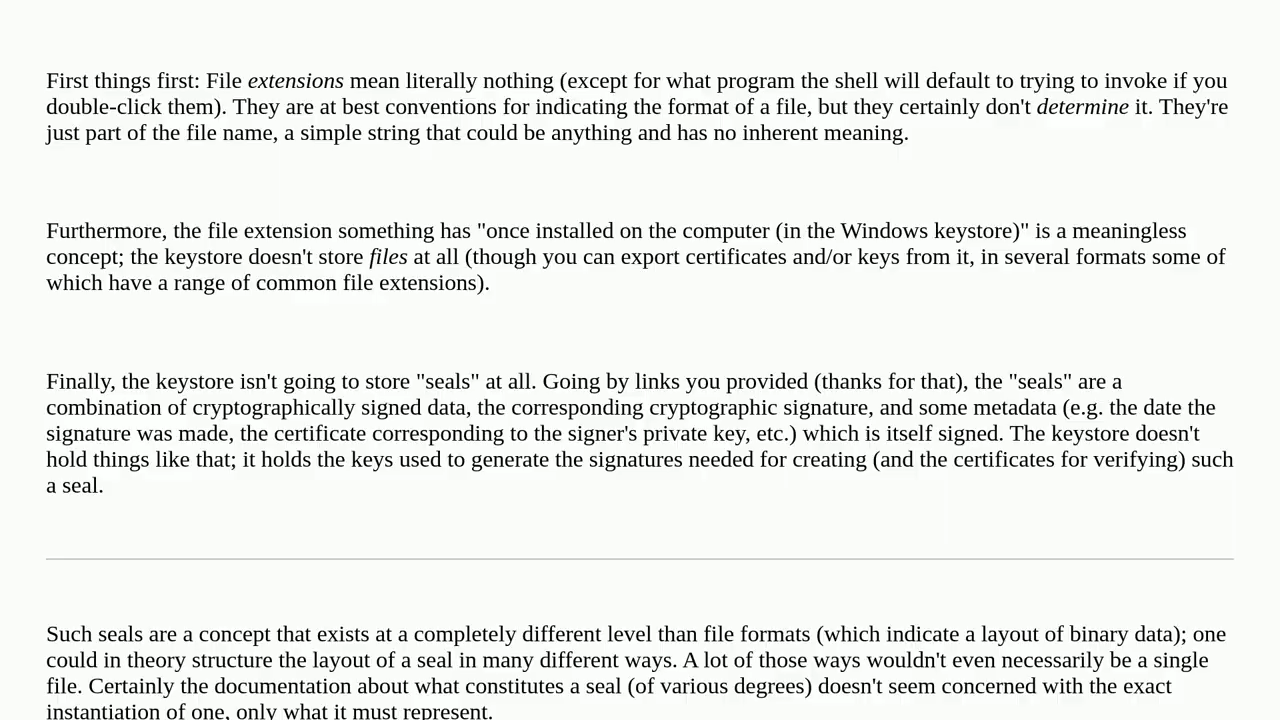 First things first: File extensions mean literally nothing (except for what program the shell will default to trying to invoke if you
double-click them). They are at best conventions for indicating the format of a file, but they certainly don't determine it. They're
just part of the file name, a simple string that could be anything and has no inherent meaning.
Furthermore, the file extension something has "once installed on the computer (in the Windows keystore)" is a meaningless
concept; the keystore doesn't store files at all (though you can export certificates and/or keys from it, in several formats some of
which have a range of common file extensions).
Finally, the keystore isn't going to store "seals" at all. Going by links you provided (thanks for that), the "seals" are a
combination of cryptographically signed data, the corresponding cryptographic signature, and some metadata (e.g. the date the
signature was made, the certificate corresponding to the signer's private key, etc.) which is itself signed. The keystore doesn't
hold things like that; it holds the keys used to generate the signatures needed for creating (and the certificates for verifying) such
a seal.
Such seals are a concept that exists at a completely different level than file formats (which indicate a layout of binary data); one
could in theory structure the layout of a seal in many different ways. A lot of those ways wouldn't even necessarily be a single
file. Certainly the documentation about what constitutes a seal (of various degrees) doesn't seem concerned with the exact
instantiation of one, only what it must represent.